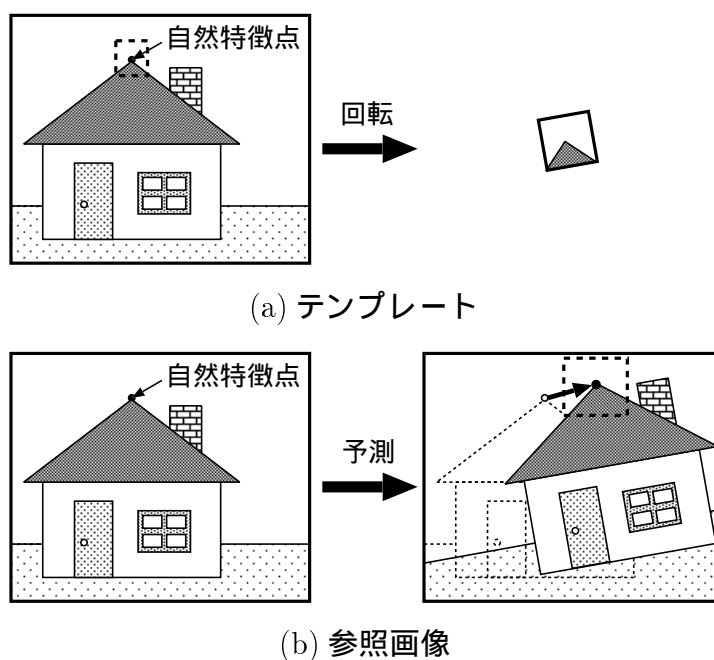 自然特徴点
回転
(a) テンプレート
自然特徴点
予測
(b) 参照画像